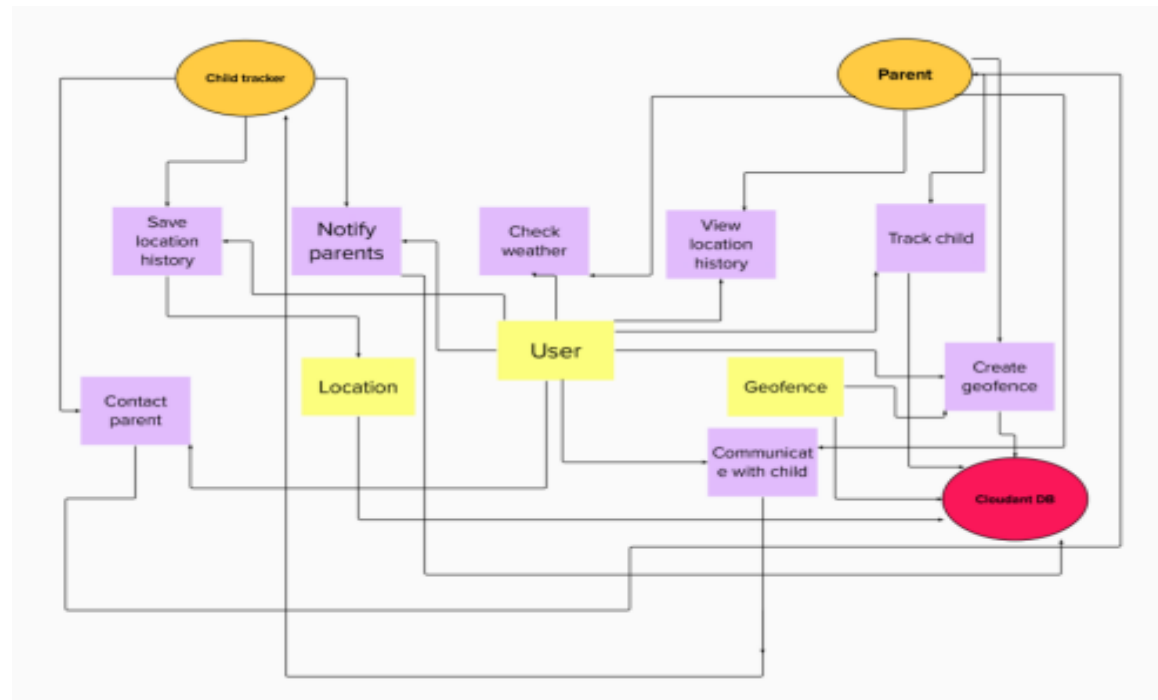 Child tracker
Parent
Save
location
history
Notify
parents
Check
weather
View
location
history
Track child
User
Location
Geofence
Create
geofence
Contact
parent
Communicat
e with child
Cloudant DB